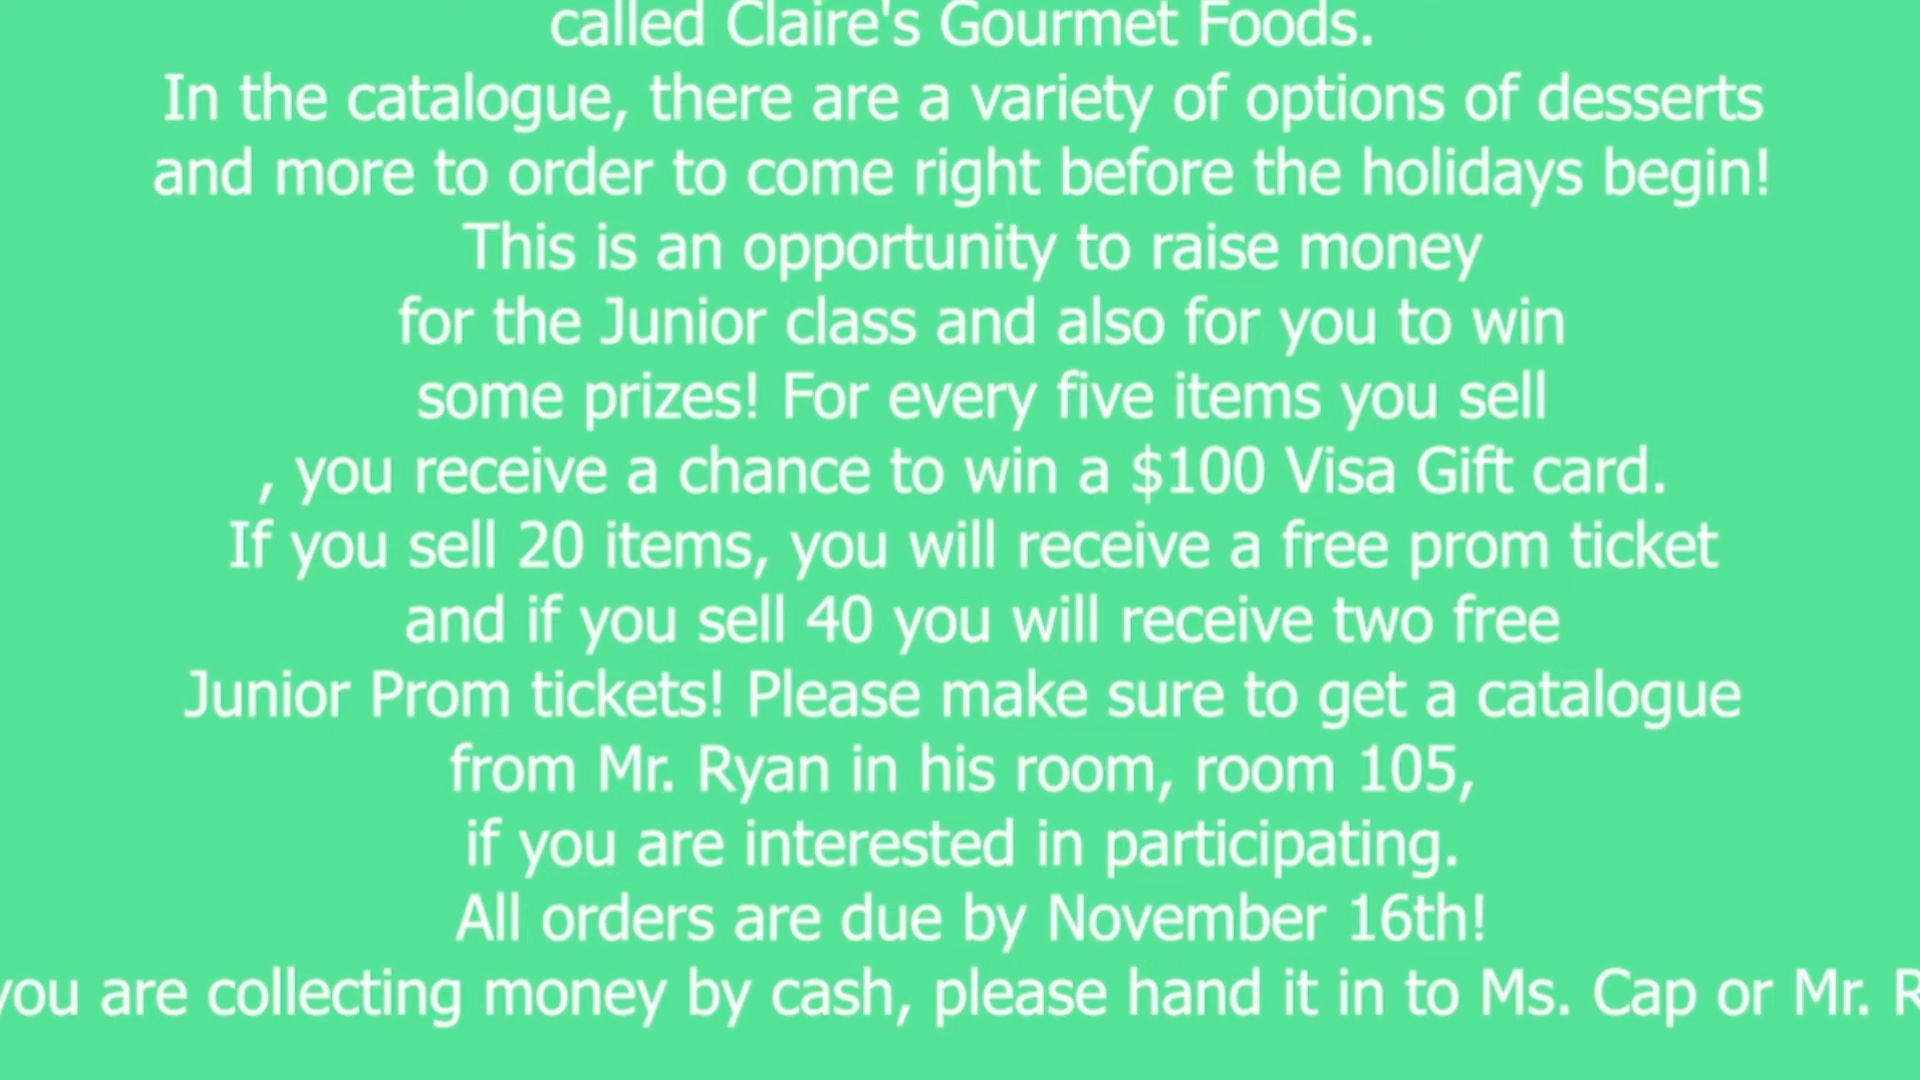 called Claire's Gourmet Foods.
In the catalogue, there are a variety of options of desserts
and more to order to come right before the holidays begin!
This is an opportunity to raise money
for the Junior class and also for you to win
some prizes! For every five items you sell
, you receive a chance to win a $100 Visa Gift card.
If you sell 20 items, you will receive a free prom ticket
and if you sell 40 you will receive two free
Junior Prom tickets! Please make sure to get a catalogue
from Mr. Ryan in his room, room 105,
if you are interested in participating.
All orders are due by November 16th!
you are collecting money by cash, please hand it in to Ms. Cap or Mr.